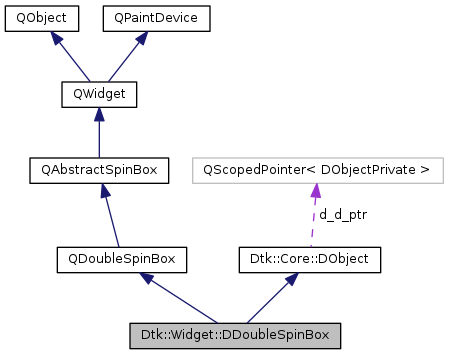 QObject
QPaintDevice
QWidget
QAbstractSpinBox
QScopedPointer< DObjectPrivate >
d_d_ptr
QDoubleSpinBox
Dtk::Core::DObject
Dtk::Widget::DDoubleSpinBox